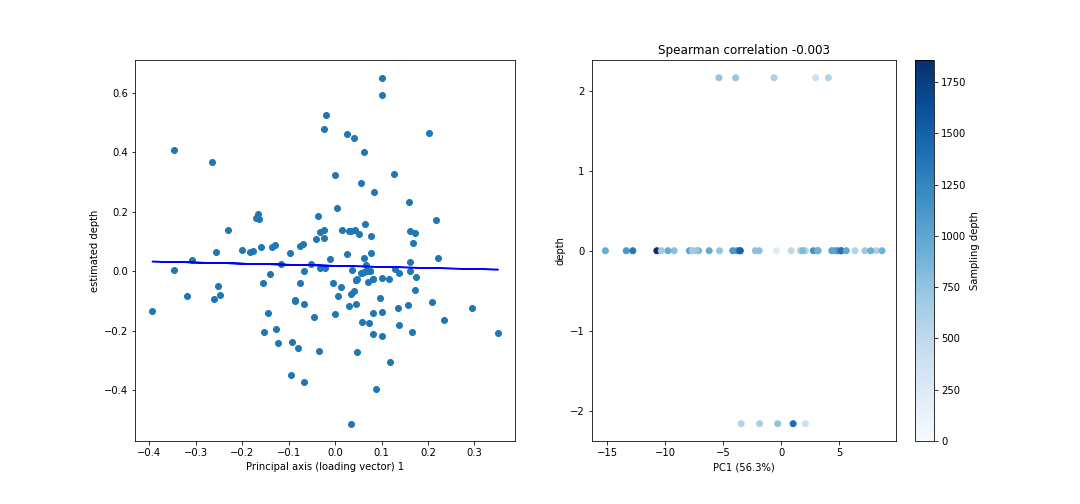 Spearman correlation -0.003
estimated depth
0.6
0.4
0.2
0.0
−0.2
−0.4
−0.4 −0.3 −0.2 −0.1 0.0 0.1 0.2 0.3
Principal axis (loading vector) 1
depth
2
1
0
−1
−2
−15 −10 −5 0 5
PC1 (56.3%)
1750
1500
1250
1000
750
500
250
0
Sampling depth